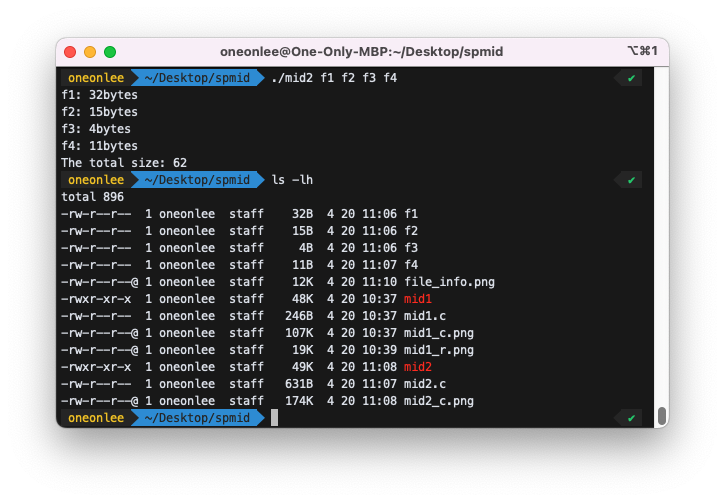 oneonlee@One-Only-MBP:~/Desktop/spmid ⌥⌘1
oneonlee ~/Desktop/spmid ./mid2 f1 f2 f3 f4 ✔
f1: 32bytes
f2: 15bytes
f3: 4bytes
f4: 11bytes
The total size: 62
oneonlee ~/Desktop/spmid ls -lh ✔
total 896
-rw-r--r-- 1 oneonlee staff 32B 4 20 11:06 f1
-rw-r--r-- 1 oneonlee staff 15B 4 20 11:06 f2
-rw-r--r-- 1 oneonlee staff 4B 4 20 11:06 f3
-rw-r--r-- 1 oneonlee staff 11B 4 20 11:07 f4
-rw-r--r--@ 1 oneonlee staff 12K 4 20 11:10 file_info.png
-rwxr-xr-x 1 oneonlee staff 48K 4 20 10:37 mid1
-rw-r--r-- 1 oneonlee staff 246B 4 20 10:37 mid1.c
-rw-r--r--@ 1 oneonlee staff 107K 4 20 10:37 mid1_c.png
-rw-r--r--@ 1 oneonlee staff 19K 4 20 10:39 mid1_r.png
-rwxr-xr-x 1 oneonlee staff 49K 4 20 11:08 mid2
-rw-r--r-- 1 oneonlee staff 631B 4 20 11:07 mid2.c
-rw-r--r--@ 1 oneonlee staff 174K 4 20 11:08 mid2_c.png
oneonlee ~/Desktop/spmid ✔